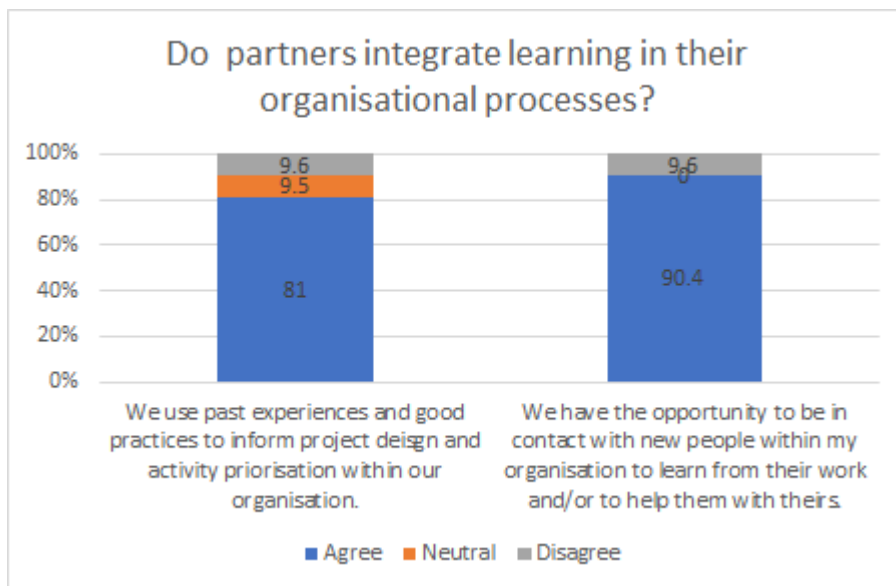 Do partners integrate learning in their
organisational processes?
100%
80%
60%
40%
20%
0%
9.6
9.5
81
9.6
0
90.4
We use past experiences and good
practices to inform project deisgn and
activity priorisation within our
organisation.
We have the opportunity to be in
contact with new people within my
organisation to learn from their work
and/or to help them with theirs.
Agree Neutral Disagree